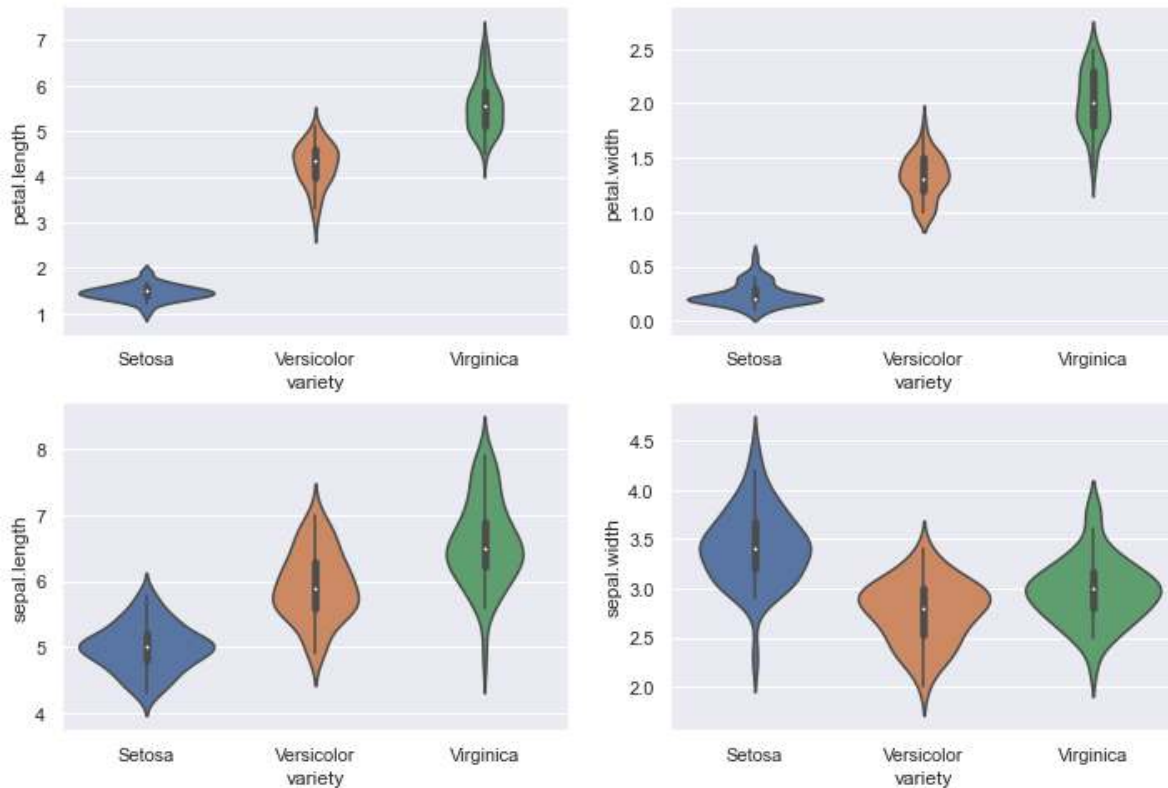 petal.length
7
6
5
4
3
2
1
Setosa Versicolor Virginica
variety
petal.width
2.5
2.0
1.5
1.0
0.5
0.0
Setosa Versicolor Virginica
variety
sepal.length
8
7
6
5
4
Setosa Versicolor Virginica
variety
sepal.width
4.5
4.0
3.5
3.0
2.5
2.0
Setosa Versicolor Virginica
variety